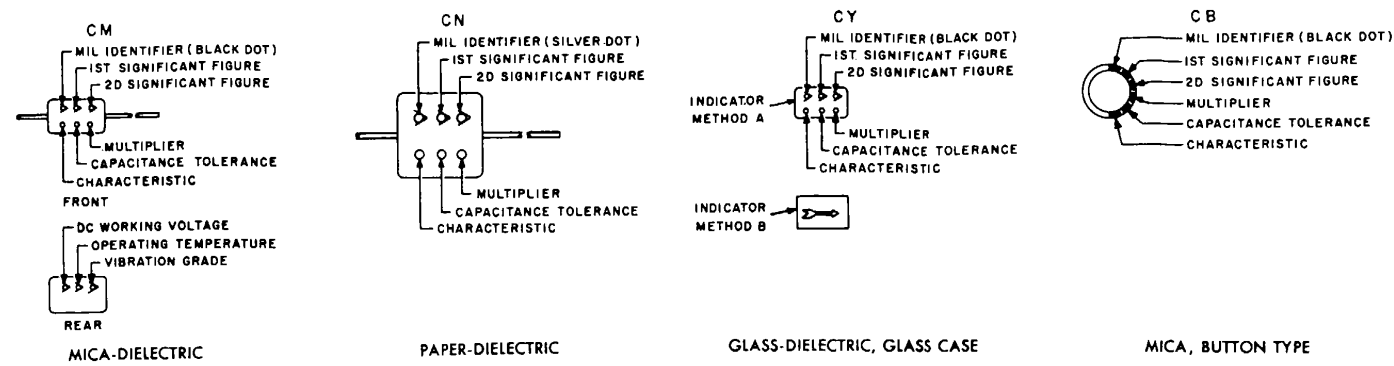 CM
MIL IDENTIFIER (BLACK DOT)
1ST SIGNIFICANT FIGURE
2D SIGNIFICANT FIGURE
MULTIPLIER
CAPACITANCE TOLERANCE
CHARACTERISTIC
FRONT
DC WORKING VOLTAGE
OPERATING TEMPERATURE
VIBRATION GRADE
REAR
MICA-DIELECTRIC
CN
MIL IDENTIFIER (SILVER DOT)
1ST SIGNIFICANT FIGURE
2D SIGNIFICANT FIGURE
MULTIPLIER
CAPACITANCE TOLERANCE
CHARACTERISTIC
PAPER-DIELECTRIC
CY
MIL IDENTIFIER (BLACK DOT)
1ST SIGNIFICANT FIGURE
2D SIGNIFICANT FIGURE
INDICATOR
METHOD A
MULTIPLIER
CAPACITANCE TOLERANCE
CHARACTERISTIC
INDICATOR
METHOD B
GLASS-DIELECTRIC, GLASS CASE
CB
MIL IDENTIFIER (BLACK DOT)
1ST SIGNIFICANT FIGURE
2D SIGNIFICANT FIGURE
MULTIPLIER
CAPACITANCE TOLERANCE
CHARACTERISTIC
MICA, BUTTON TYPE